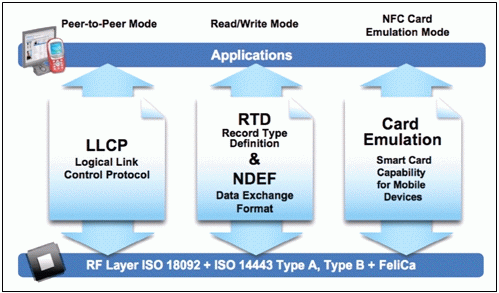 Peer-to-Peer Mode
Read/Write Mode
NFC Card
Emulation Mode
Applications
LLCP
Logical Link
Control Protocol
RTD
Record Type
Definition
&
NDEF
Data Exchange
Format
Card
Emulation
Smart Card
Capability
for Mobile
Devices
RF Layer ISO 18092 + ISO 14443 Type A, Type B + FeliCa